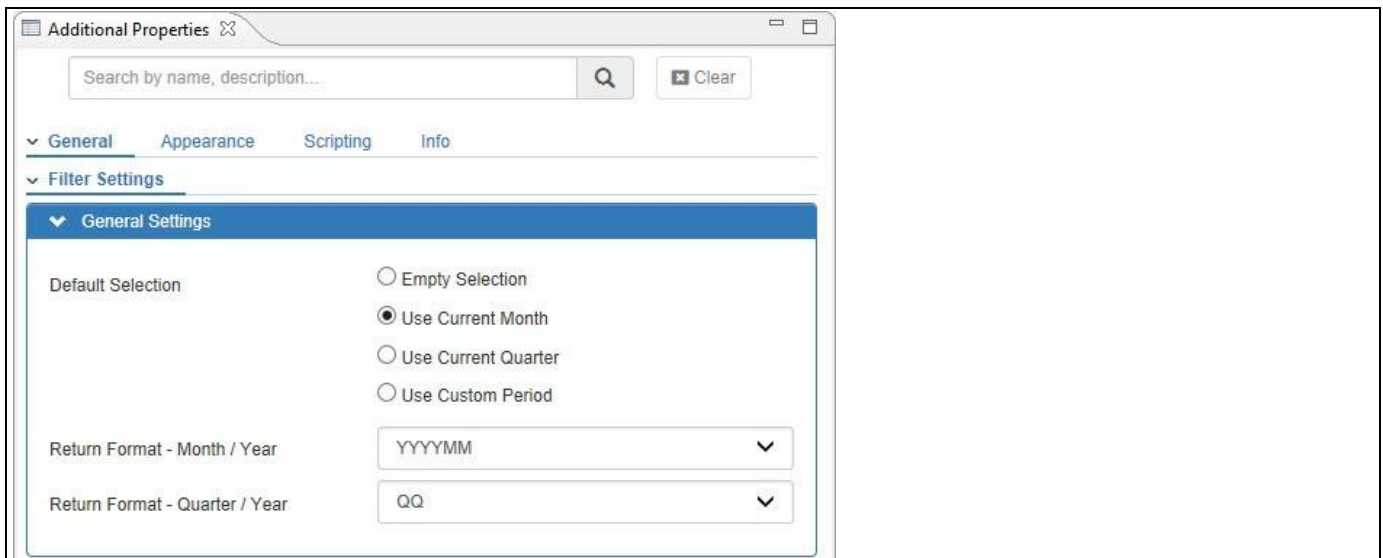 Additional Properties
Search by name, description... Clear
General Appearance Scripting Info
Filter Settings
General Settings
Default Selection Empty Selection
Use Current Month
Use Current Quarter
Use Custom Period
Return Format - Month / Year YYYYMM
Return Format - Quarter / Year QQ